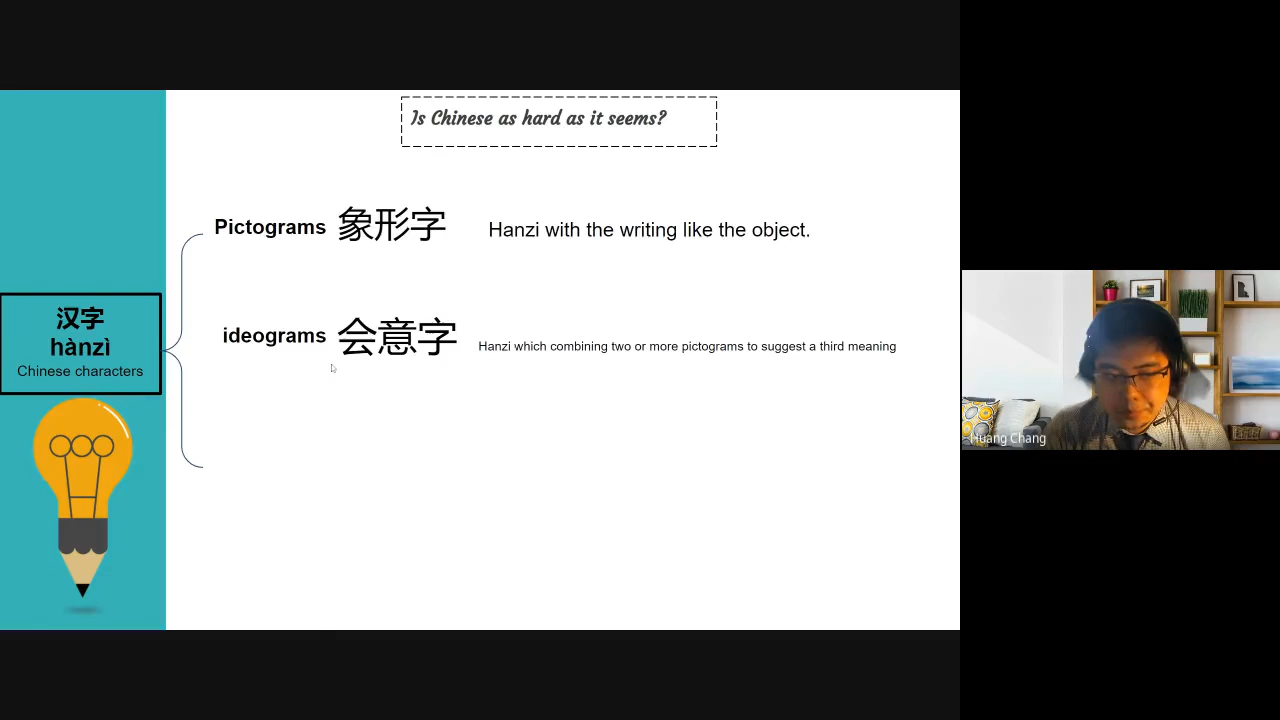 Is Chinese as hard as it seems?
Pictograms 象形字 Hanzi with the writing like the object.
汉字
hànzì
Chinese characters
ideograms 会意字 Hanzi which combining two or more pictograms to suggest a third meaning
Huang Chang